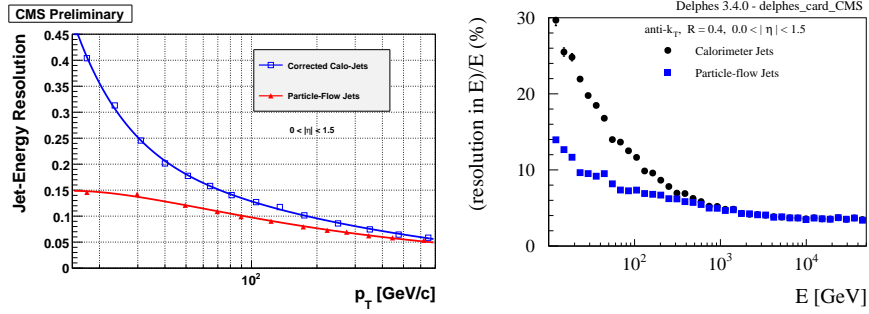 CMS Preliminary
Jet-Energy Resolution
0.45
0.4
0.35
0.3
0.25
0.2
0.15
0.1
0.05
0
Corrected Calo-Jets
Particle-Flow Jets
0 < |η| < 1.5
10²
p_T [GeV/c]
Delphes 3.4.0 - delphes_card_CMS
(resolution in E)/E (%)
30
20
10
0
anti-k_T, R = 0.4, 0.0 < | η | < 1.5
Calorimeter Jets
Particle-flow Jets
10² 10³ 10⁴
E [GeV]